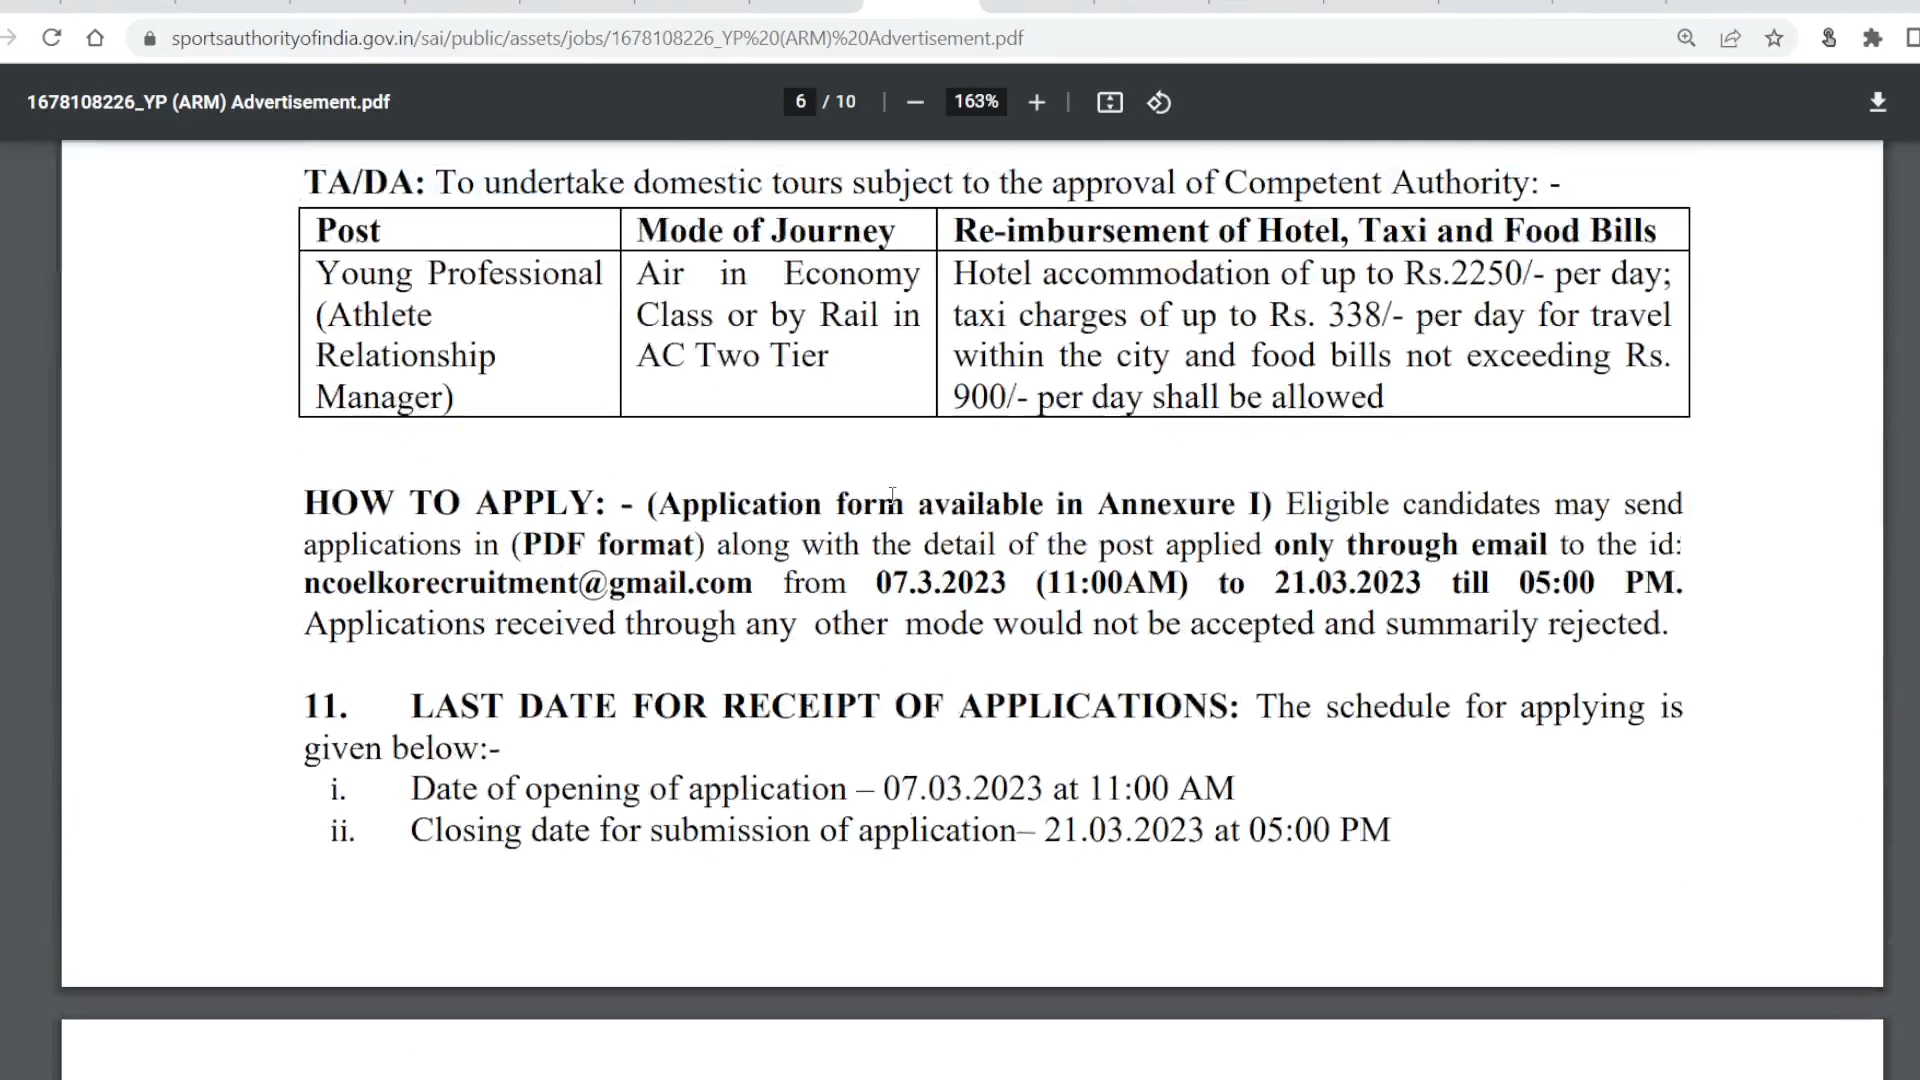 sportsauthorityofindia.gov.in/sai/public/assets/jobs/1678108226_YP%20(ARM)%20Advertisement.pdf
1678108226_YP (ARM) Advertisement.pdf
6 / 10
163%
TA/DA: To undertake domestic tours subject to the approval of Competent Authority: -
Post
Mode of Journey
Re-imbursement of Hotel, Taxi and Food Bills
Young Professional
(Athlete
Relationship
Manager)
Air in Economy
Class or by Rail in
AC Two Tier
Hotel accommodation of up to Rs.2250/- per day;
taxi charges of up to Rs. 338/- per day for travel
within the city and food bills not exceeding Rs.
900/- per day shall be allowed
HOW TO APPLY: - (Application form available in Annexure I) Eligible candidates may send
applications in (PDF format) along with the detail of the post applied only through email to the id:
ncoelkorecruitment@gmail.com from 07.3.2023 (11:00AM) to 21.03.2023 till 05:00 PM.
Applications received through any other mode would not be accepted and summarily rejected.
11. LAST DATE FOR RECEIPT OF APPLICATIONS: The schedule for applying is
given below:-
i. Date of opening of application – 07.03.2023 at 11:00 AM
ii. Closing date for submission of application– 21.03.2023 at 05:00 PM